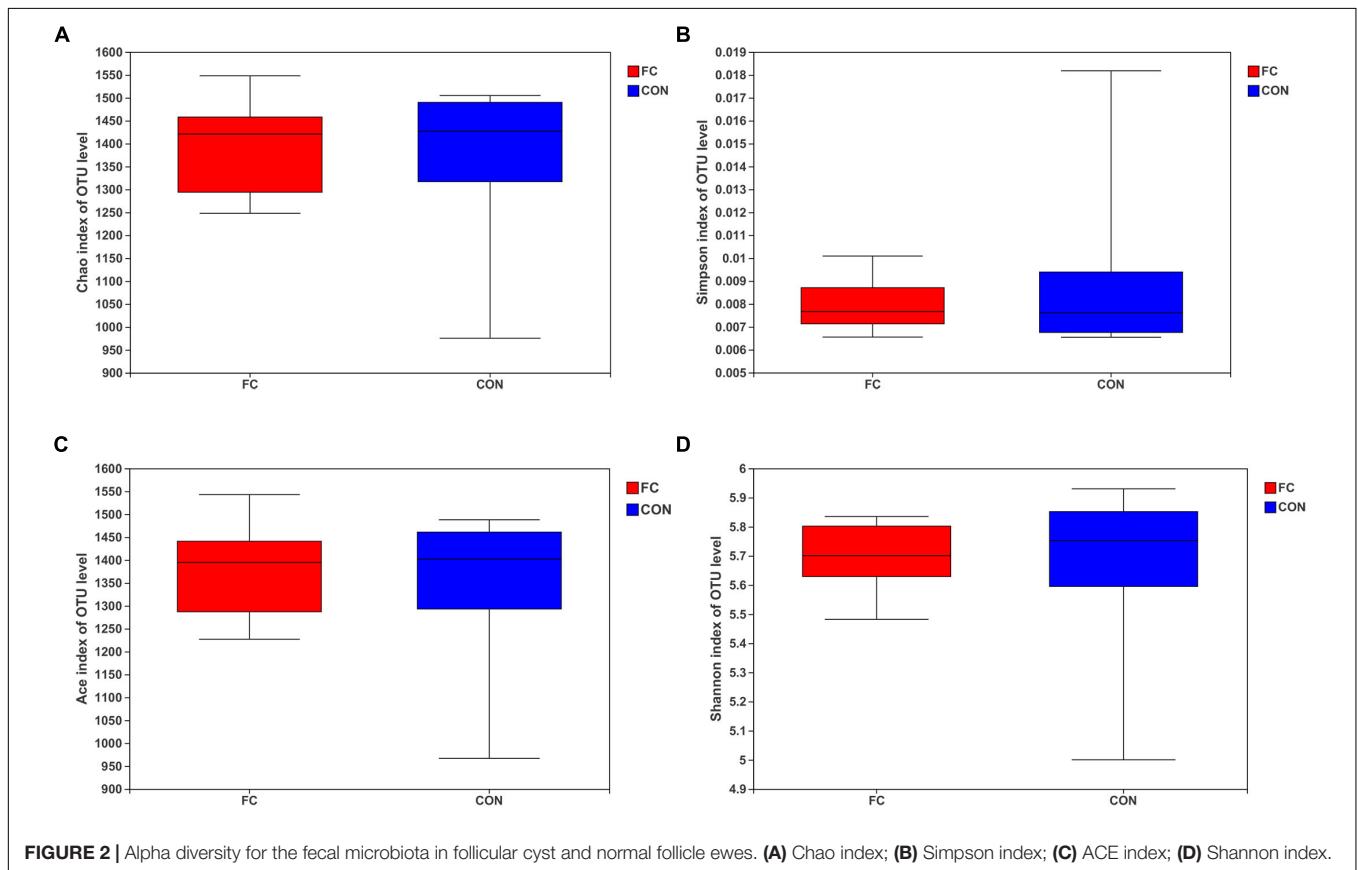 A
Chao index of OTU level
1600
1550
1500
1450
1400
1350
1300
1250
1200
1150
1100
1050
1000
950
900
FC
CON
FC
CON
B
Simpson index of OTU level
0.019
0.018
0.017
0.016
0.015
0.014
0.013
0.012
0.011
0.01
0.009
0.008
0.007
0.006
0.005
FC
CON
FC
CON
C
Ace index of OTU level
1600
1550
1500
1450
1400
1350
1300
1250
1200
1150
1100
1050
1000
950
900
FC
CON
FC
CON
D
Shannon index of OTU level
6
5.9
5.8
5.7
5.6
5.5
5.4
5.3
5.2
5.1
5
4.9
FC
CON
FC
CON
FIGURE 2 | Alpha diversity for the fecal microbiota in follicular cyst and normal follicle ewes. (A) Chao index; (B) Simpson index; (C) ACE index; (D) Shannon index.